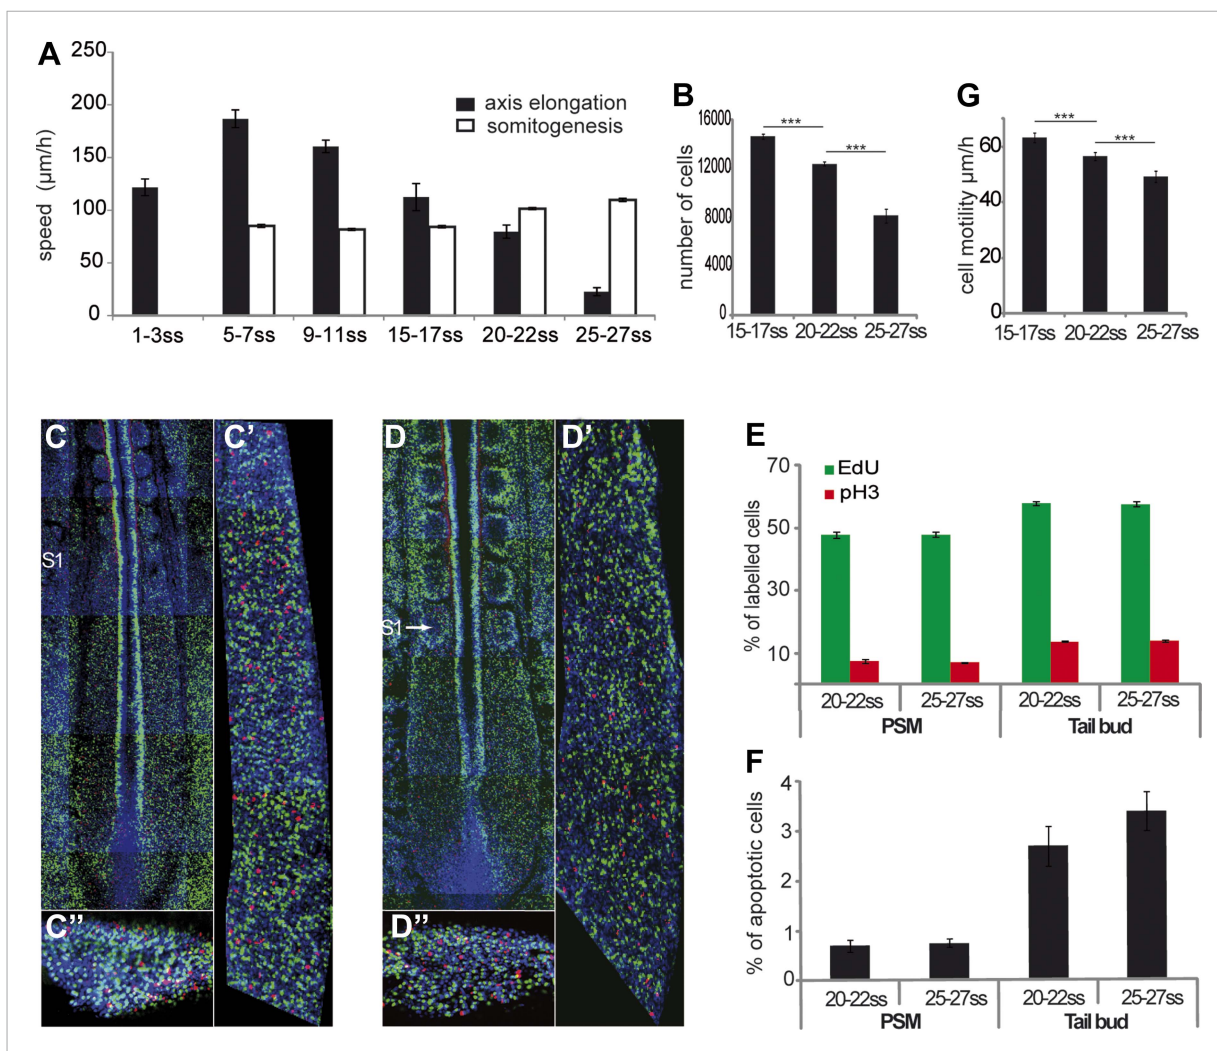 A
250
200
150
100
50
0
speed (μm/h)
axis elongation
somitogenesis
1-3ss 5-7ss 9-11ss 15-17ss 20-22ss 25-27ss
B
16000
12000
8000
4000
0
number of cells
*** ***
15-17ss 20-22ss 25-27ss
G
60
40
20
0
cell motility μm/h
*** ***
15-17ss 20-22ss 25-27ss
C
C'
S1
C''
D
D'
S1
D''
E
70
50
30
10
% of labelled cells
EdU
pH3
20-22ss 25-27ss 20-22ss 25-27ss
PSM Tail bud
F
4
3
2
1
0
% of apoptotic cells
20-22ss 25-27ss 20-22ss 25-27ss
PSM Tail bud